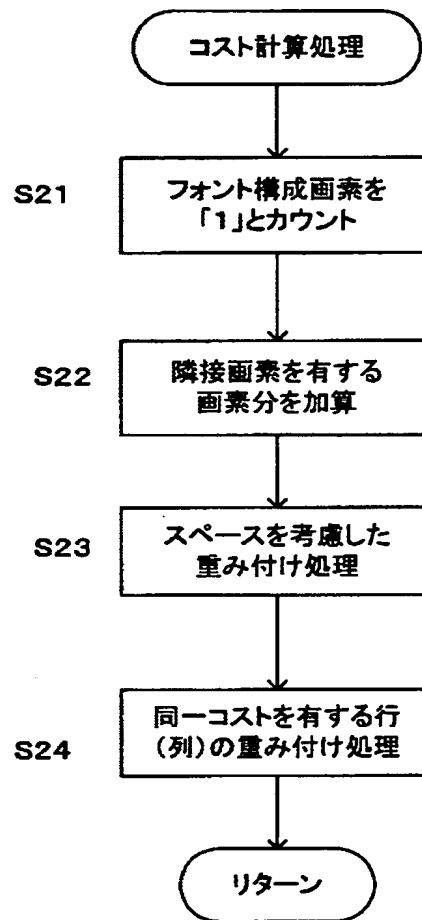 コスト計算処理
S21
フォント構成画素を
「1」とカウント
S22
隣接画素を有する
画素分を加算
S23
スペースを考慮した
重み付け処理
S24
同一コストを有する行
(列)の重み付け処理
リターン